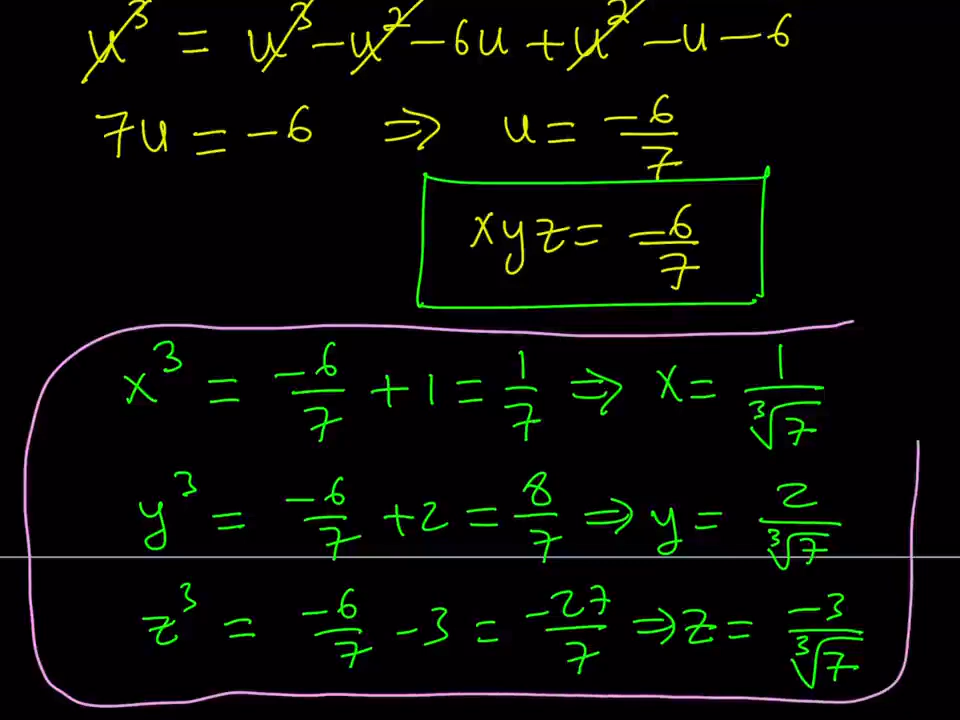 u³ = u³ − u² − 6u + u² − u − 6
7u = −6 ⇒ u = −6/7
xyz = −6/7
x³ = −6/7 + 1 = 1/7 ⇒ x = 1/∛7
y³ = −6/7 + 2 = 8/7 ⇒ y = 2/∛7
z³ = −6/7 − 3 = −27/7 ⇒ z = −3/∛7